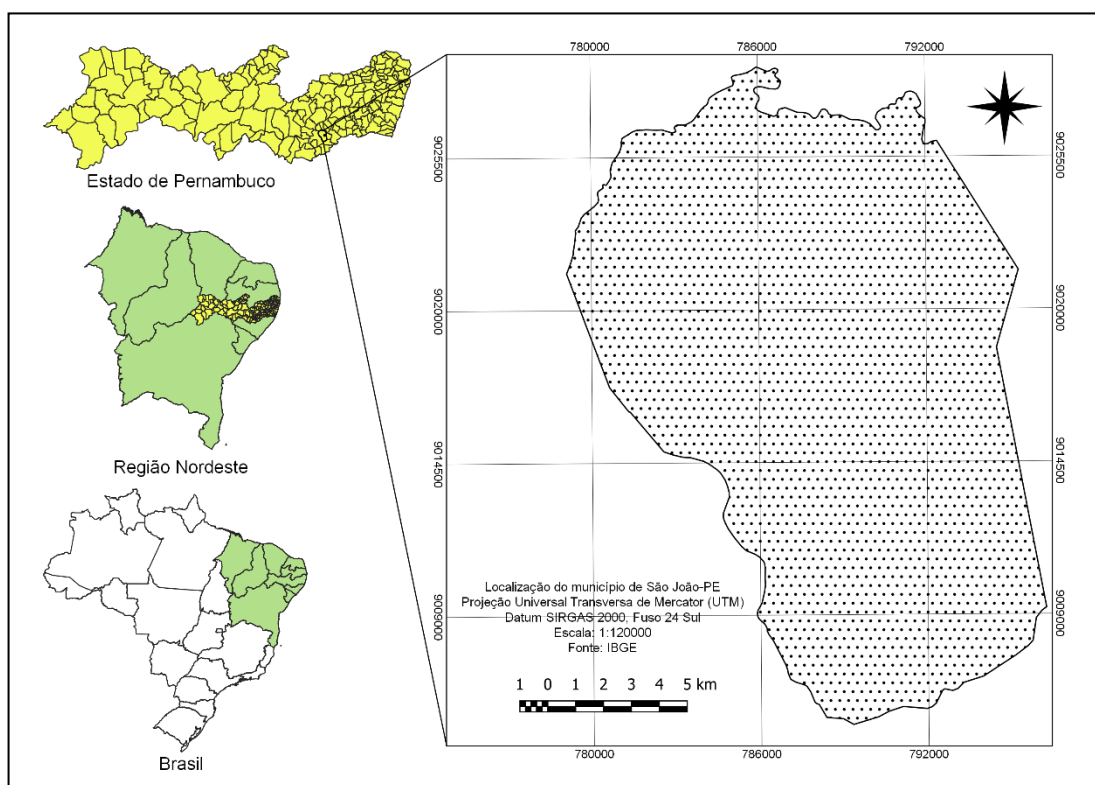 Estado de Pernambuco
Região Nordeste
Brasil
780000
786000
792000
9025500
9020000
9014500
9009000
9025500
9020000
9014500
9009000
Localização do município de São João-PE
Projeção Universal Transversa de Mercator (UTM)
Datum SIRGAS 2000, Fuso 24 Sul
Escala: 1:120000
Fonte: IBGE
1 0 1 2 3 4 5 km
780000
786000
792000